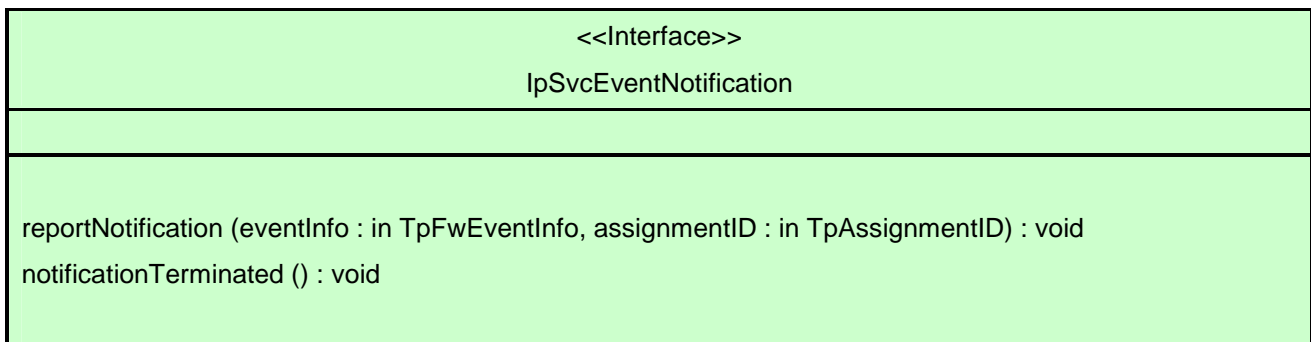 <<Interface>>
IpSvcEventNotification
reportNotification (eventInfo : in TpFwEventInfo, assignmentID : in TpAssignmentID) : void
notificationTerminated () : void